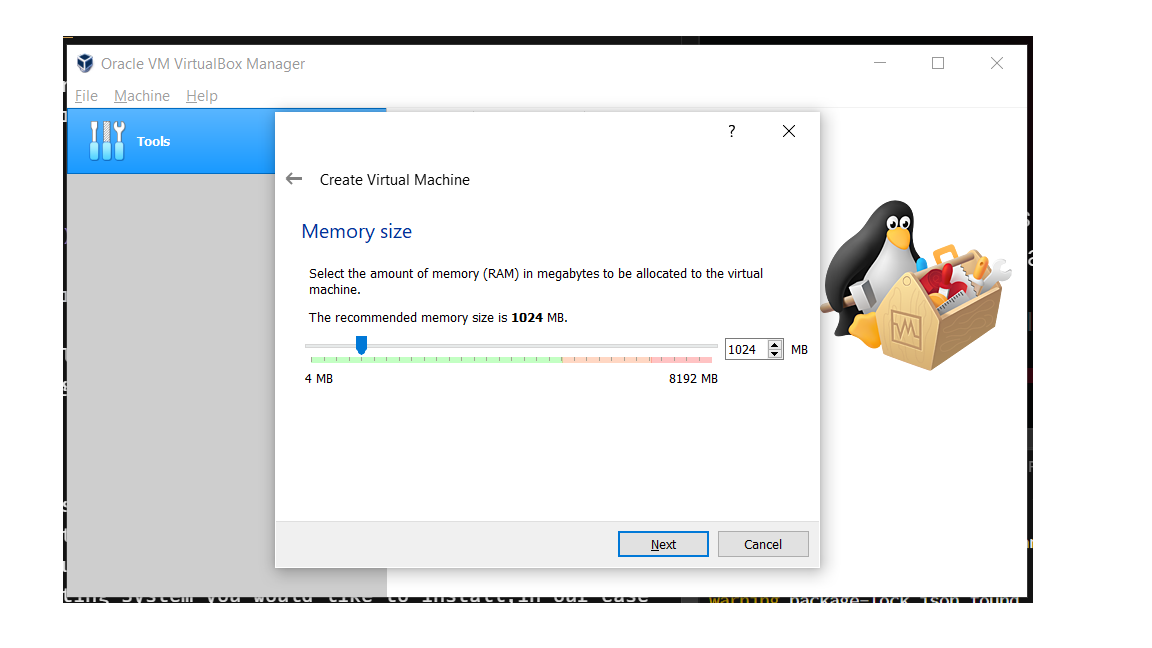 Oracle VM VirtualBox Manager
File Machine Help
Tools
?
Create Virtual Machine
Memory size
Select the amount of memory (RAM) in megabytes to be allocated to the virtual
machine.
The recommended memory size is 1024 MB.
1024 MB
4 MB 8192 MB
Next Cancel
ting system you would like to install,in our case
warning package-lock.json found